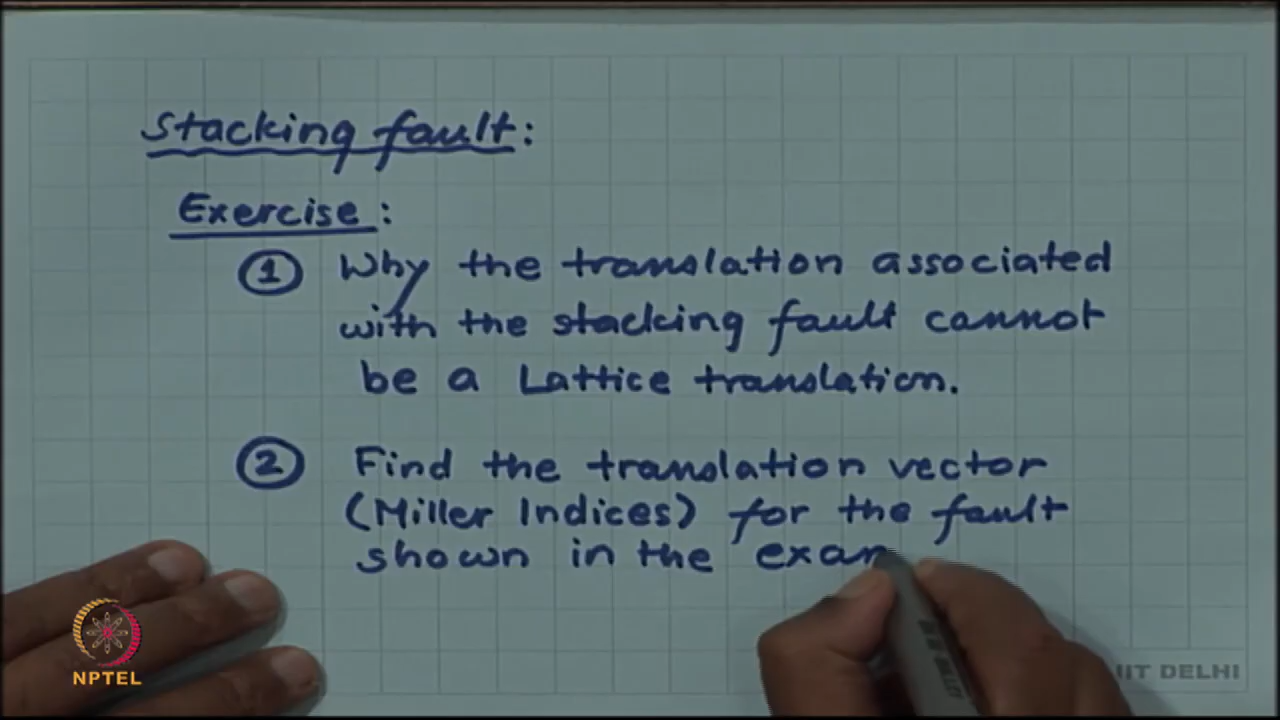 Stacking fault:
Exercise:
① Why the translation associated
with the stacking fault cannot
be a Lattice translation.
② Find the translation vector
(Miller Indices) for the fault
shown in the exam
NPTEL
IIT DELHI